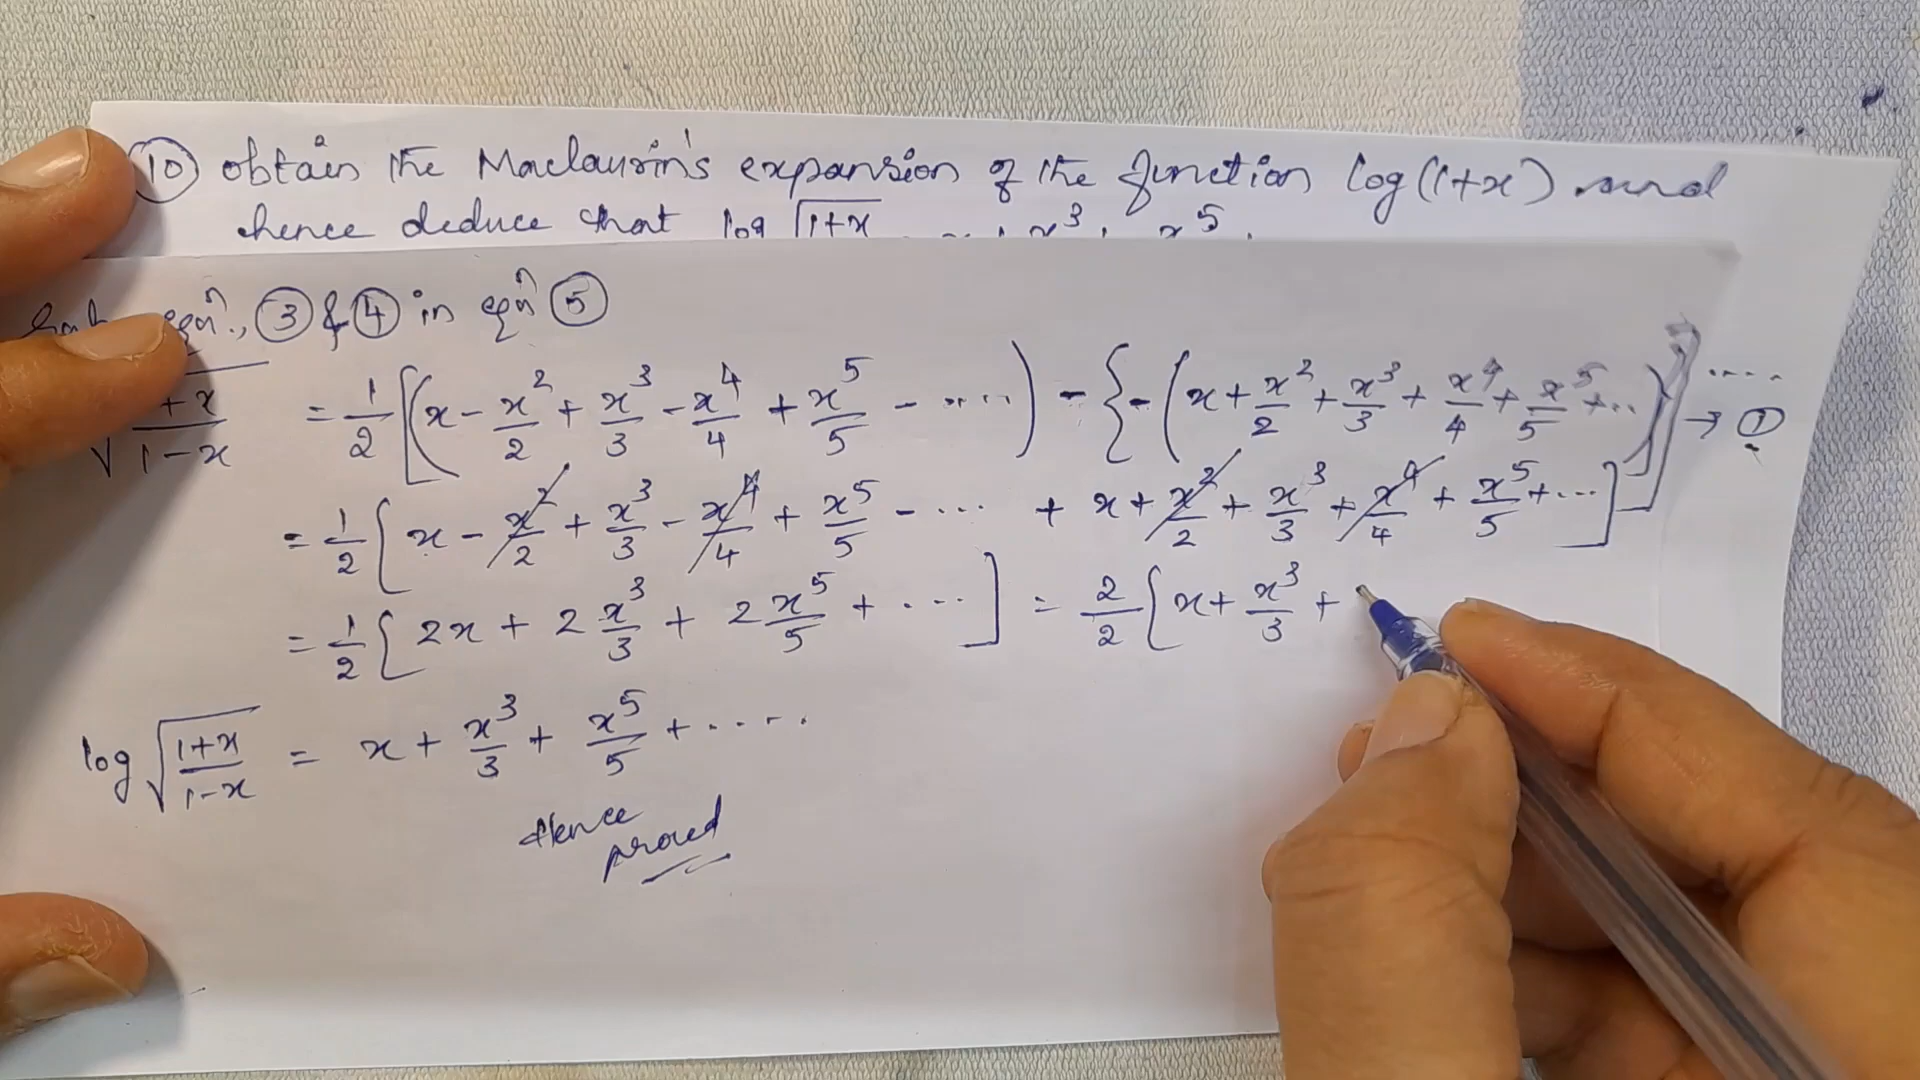 (10) obtain the Maclaurin's expansion of the function log(1+x) and
hence deduce that log √1+x
eqⁿ., (3) & (4) in eqⁿ (5)
√(+x)/(1-x) = 1/2 [(x - x²/2 + x³/3 - x⁴/4 + x⁵/5 - ....) - {-(x + x²/2 + x³/3 + x⁴/4 + x⁵/5 + ..)} .... → (1)
= 1/2 [x - x²/2 + x³/3 - x⁴/4 + x⁵/5 - ... + x + x²/2 + x³/3 + x⁴/4 + x⁵/5 + ...]
= 1/2 [2x + 2 x³/3 + 2 x⁵/5 + ....] = 2/2 [x + x³/3 +
log √(1+x)/(1-x) = x + x³/3 + x⁵/5 + .....
Hence
proved